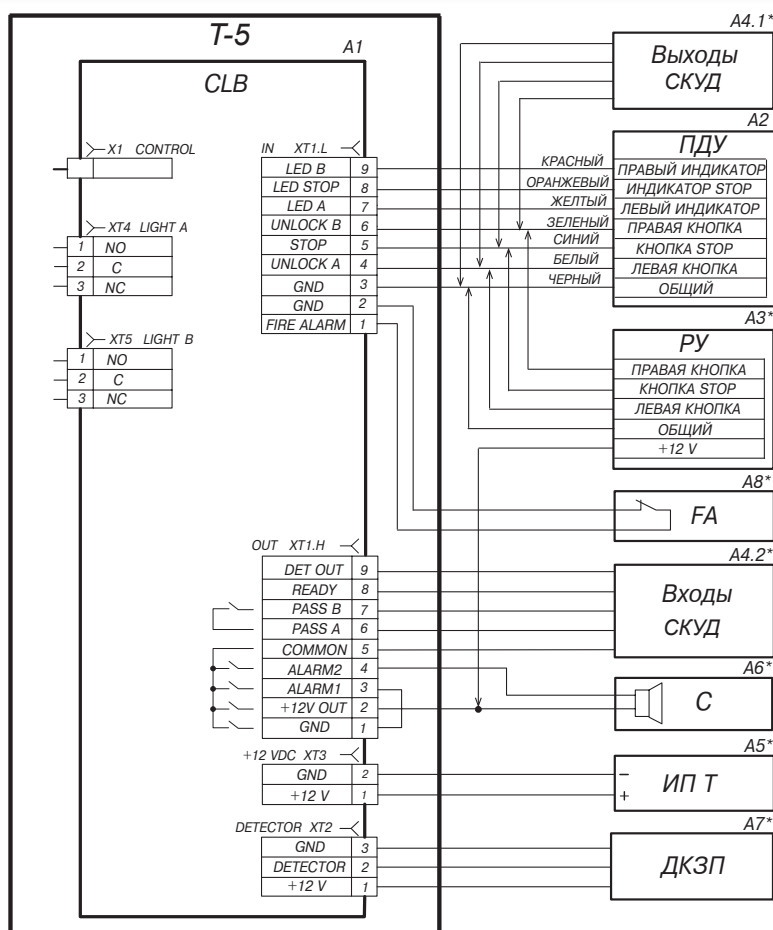 T-5
A1
CLB
X1 CONTROL
XT4 LIGHT A
1 NO
2 C
3 NC
XT5 LIGHT B
1 NO
2 C
3 NC
IN XT1.L
LED B 9
LED STOP 8
LED A 7
UNLOCK B 6
STOP 5
UNLOCK A 4
GND 3
GND 2
FIRE ALARM 1
OUT XT1.H
DET OUT 9
READY 8
PASS B 7
PASS A 6
COMMON 5
ALARM2 4
ALARM1 3
+12V OUT 2
GND 1
+12 VDC XT3
GND 2
+12 V 1
DETECTOR XT2
GND 3
DETECTOR 2
+12 V 1
КРАСНЫЙ
ОРАНЖЕВЫЙ
ЖЕЛТЫЙ
ЗЕЛЕНЫЙ
СИНИЙ
БЕЛЫЙ
ЧЕРНЫЙ
A4.1*
Выходы
СКУД
A2
ПДУ
ПРАВЫЙ ИНДИКАТОР
ИНДИКАТОР STOP
ЛЕВЫЙ ИНДИКАТОР
ПРАВАЯ КНОПКА
КНОПКА STOP
ЛЕВАЯ КНОПКА
ОБЩИЙ
A3*
РУ
ПРАВАЯ КНОПКА
КНОПКА STOP
ЛЕВАЯ КНОПКА
ОБЩИЙ
+12 V
A8*
FA
A4.2*
Входы
СКУД
A6*
С
A5*
–
+
ИП Т
A7*
ДКЗП